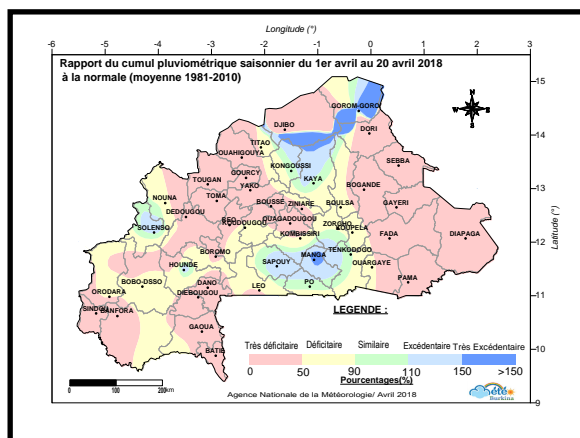 Longitude (°)
-6 -5 -4 -3 -2 -1 0 1 2 3
Rapport du cumul pluviométrique saisonnier du 1er avril au 20 avril 2018
à la normale (moyenne 1981-2010)
15
GOROM-GORO
N
W E
S
DJIBO
DORI
14
TITAO
OUAHIGOUYA
KONGOUSSI
SEBBA
GOURCY
TOUGAN
YAKO
KAYA
BOGANDE
13
NOUNA
TOMA
BOUSSE
ZINIARE
BOULSA
GAYERI
DEDOUGOU
REO
KOUDOUGOU
OUAGADOUGOU
ZORGHO
KOUPELA
SOLENSO
KOMBISSIRI
FADA
DIAPAGA
12
BOROMO
MANGA
TENKODOGO
HOUNDE
SAPOUY
OUARGAYE
BOBO-DSSO
DANO
LEO
PO
PAMA
ORODARA
DIEBOUGOU
11
SINDOU
BANFORA
LEGENDE :
GAOUA
Très déficitaire Déficitaire Similaire Excédentaire Très Excédentaire
BATIE
10
0 50 90 110 150 >150
Pourcentages(%)
0 100 200
km
Agence Nationale de la Météorologie/ Avril 2018
météo
Burkina
9
Latitude (°)